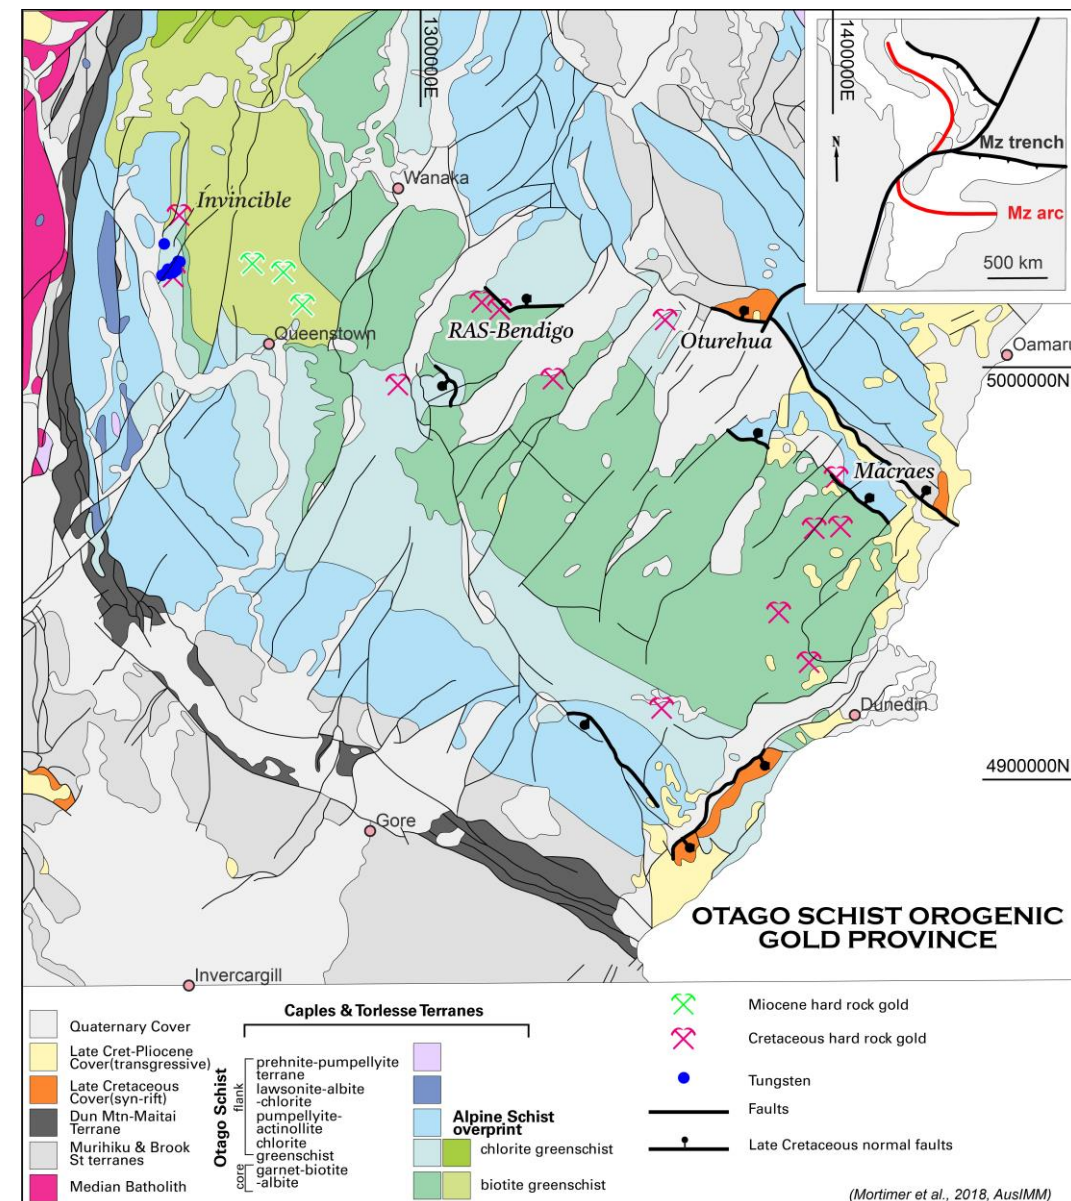 1300000E
1400000E
N
Mz trench
Mz arc
500 km
Wanaka
Invincible
Queenstown
RAS-Bendigo
Oturehua
Oamaru
5000000N
Macraes
Dunedin
4900000N
Gore
OTAGO SCHIST OROGENIC
GOLD PROVINCE
Invercargill
Quaternary Cover
Late Cret-Pliocene
Cover(transgressive)
Late Cretaceous
Cover(syn-rift)
Dun Mtn-Maitai
Terrane
Murihiku & Brook
St terranes
Median Batholith
Caples & Torlesse Terranes
Otago Schist
flank
core
prehnite-pumpellyite
terrane
lawsonite-albite
-chlorite
pumpellyite-
actinollite
chlorite
greenschist
garnet-biotite
-albite
Alpine Schist
overprint
chlorite greenschist
biotite greenschist
Miocene hard rock gold
Cretaceous hard rock gold
Tungsten
Faults
Late Cretaceous normal faults
(Mortimer et al., 2018, AusIMM)